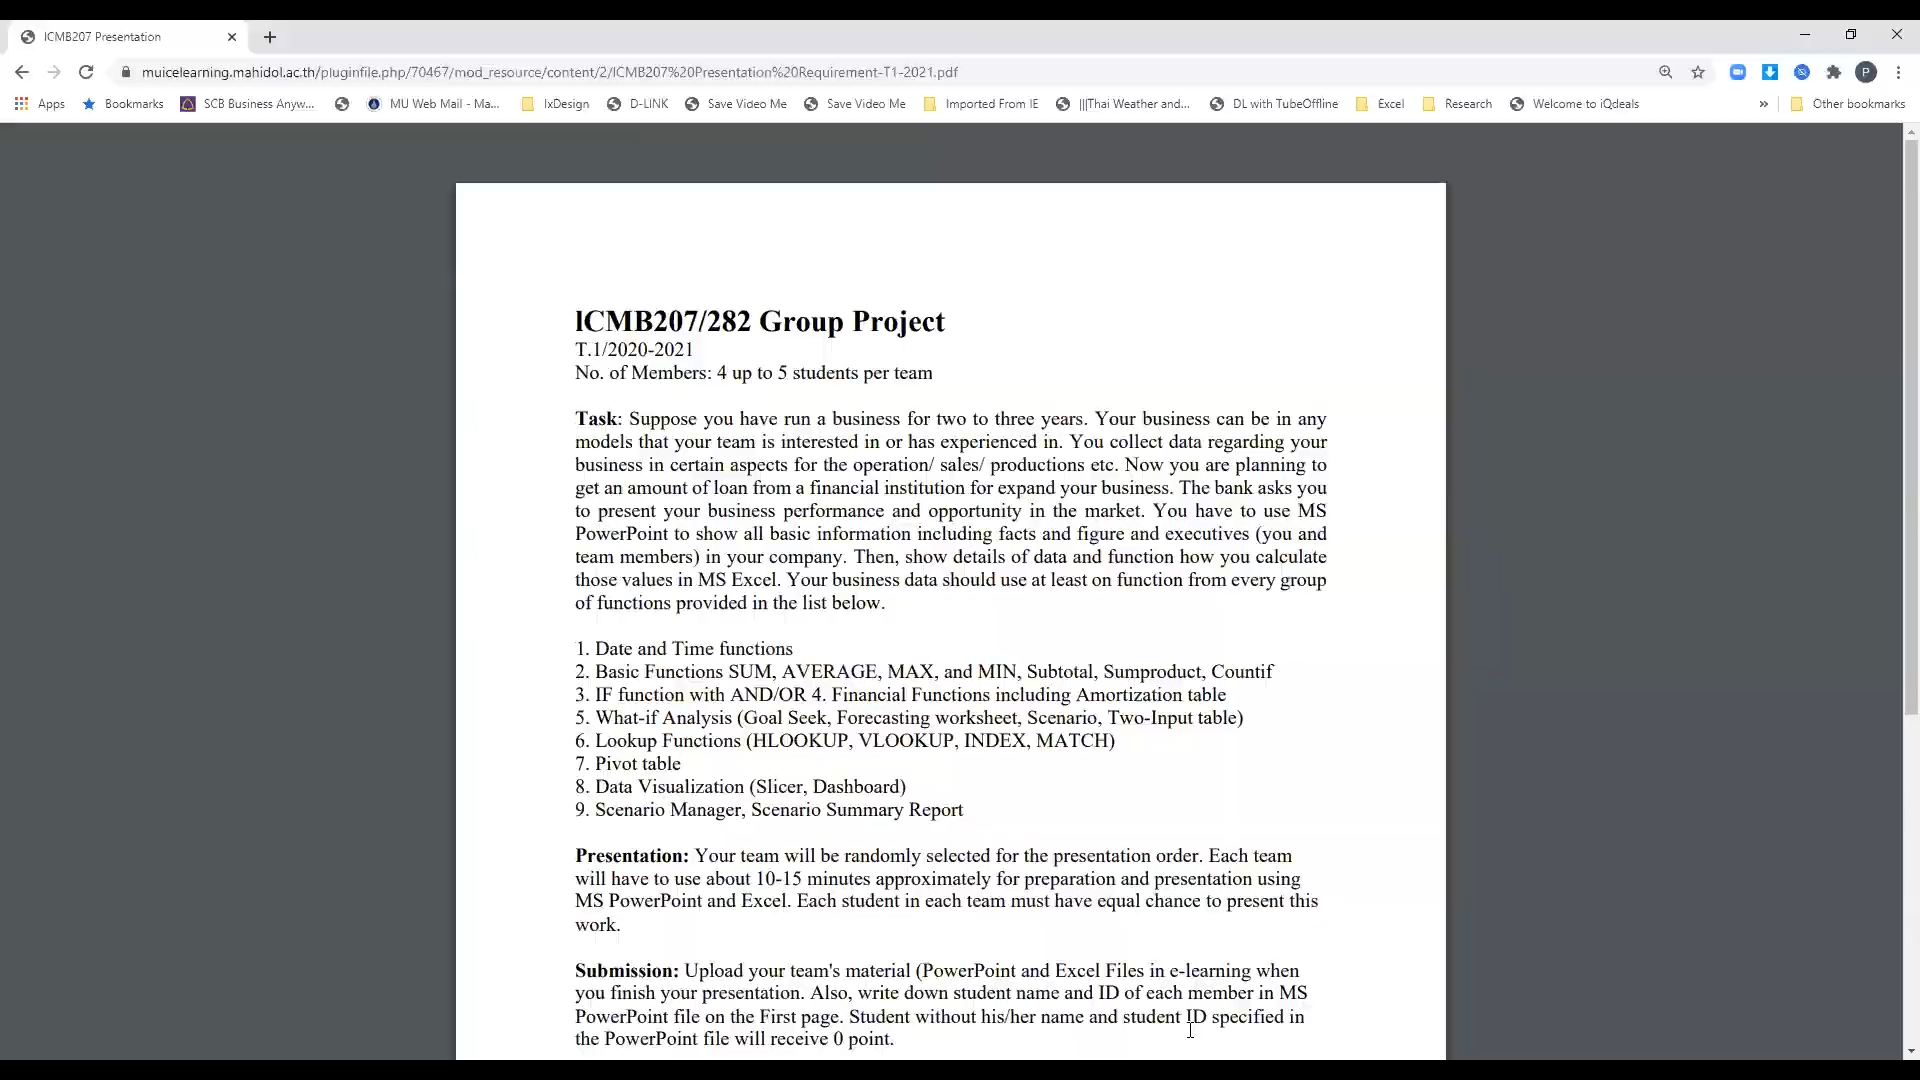 ICMB207 Presentation
muicelearning.mahidol.ac.th/pluginfile.php/70467/mod_resource/content/2/ICMB207%20Presentation%20Requirement-T1-2021.pdf
P
Apps Bookmarks SCB Business Anyw... MU Web Mail - Ma... IxDesign D-LINK Save Video Me Save Video Me Imported From IE |||Thai Weather and... DL with TubeOffline Excel Research Welcome to iQdeals » Other bookmarks
ICMB207/282 Group Project
T.1/2020-2021
No. of Members: 4 up to 5 students per team
Task: Suppose you have run a business for two to three years. Your business can be in any
models that your team is interested in or has experienced in. You collect data regarding your
business in certain aspects for the operation/ sales/ productions etc. Now you are planning to
get an amount of loan from a financial institution for expand your business. The bank asks you
to present your business performance and opportunity in the market. You have to use MS
PowerPoint to show all basic information including facts and figure and executives (you and
team members) in your company. Then, show details of data and function how you calculate
those values in MS Excel. Your business data should use at least on function from every group
of functions provided in the list below.
1. Date and Time functions
2. Basic Functions SUM, AVERAGE, MAX, and MIN, Subtotal, Sumproduct, Countif
3. IF function with AND/OR 4. Financial Functions including Amortization table
5. What-if Analysis (Goal Seek, Forecasting worksheet, Scenario, Two-Input table)
6. Lookup Functions (HLOOKUP, VLOOKUP, INDEX, MATCH)
7. Pivot table
8. Data Visualization (Slicer, Dashboard)
9. Scenario Manager, Scenario Summary Report
Presentation: Your team will be randomly selected for the presentation order. Each team
will have to use about 10-15 minutes approximately for preparation and presentation using
MS PowerPoint and Excel. Each student in each team must have equal chance to present this
work.
Submission: Upload your team's material (PowerPoint and Excel Files in e-learning when
you finish your presentation. Also, write down student name and ID of each member in MS
PowerPoint file on the First page. Student without his/her name and student ID specified in
the PowerPoint file will receive 0 point.